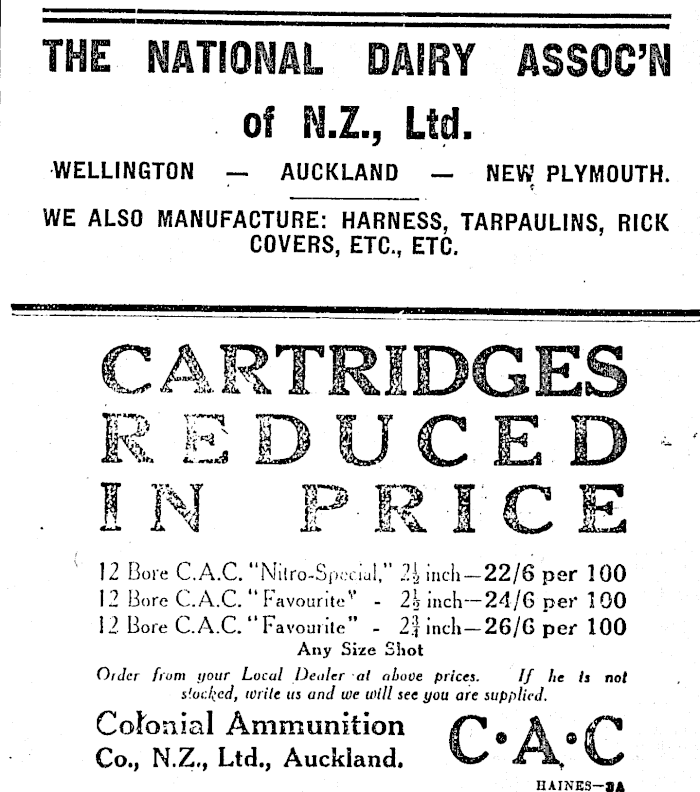 THE NATIONAL DAIRY ASSOC'N
of N.Z., Ltd.
WELLINGTON — AUCKLAND — NEW PLYMOUTH.
WE ALSO MANUFACTURE: HARNESS, TARPAULINS, RICK
COVERS, ETC., ETC.
CARTRIDGES
REDUCED
IN PRICE
12 Bore C.A.C. "Nitro-Special," 2½ inch—22/6 per 100
12 Bore C.A.C. "Favourite" - 2½ inch—24/6 per 100
12 Bore C.A.C. "Favourite" - 2¾ inch—26/6 per 100
Any Size Shot
Order from your Local Dealer at above prices. If he is not
stocked, write us and we will see you are supplied.
Colonial Ammunition
Co., N.Z., Ltd., Auckland.
C·A·C
HAINES—DA